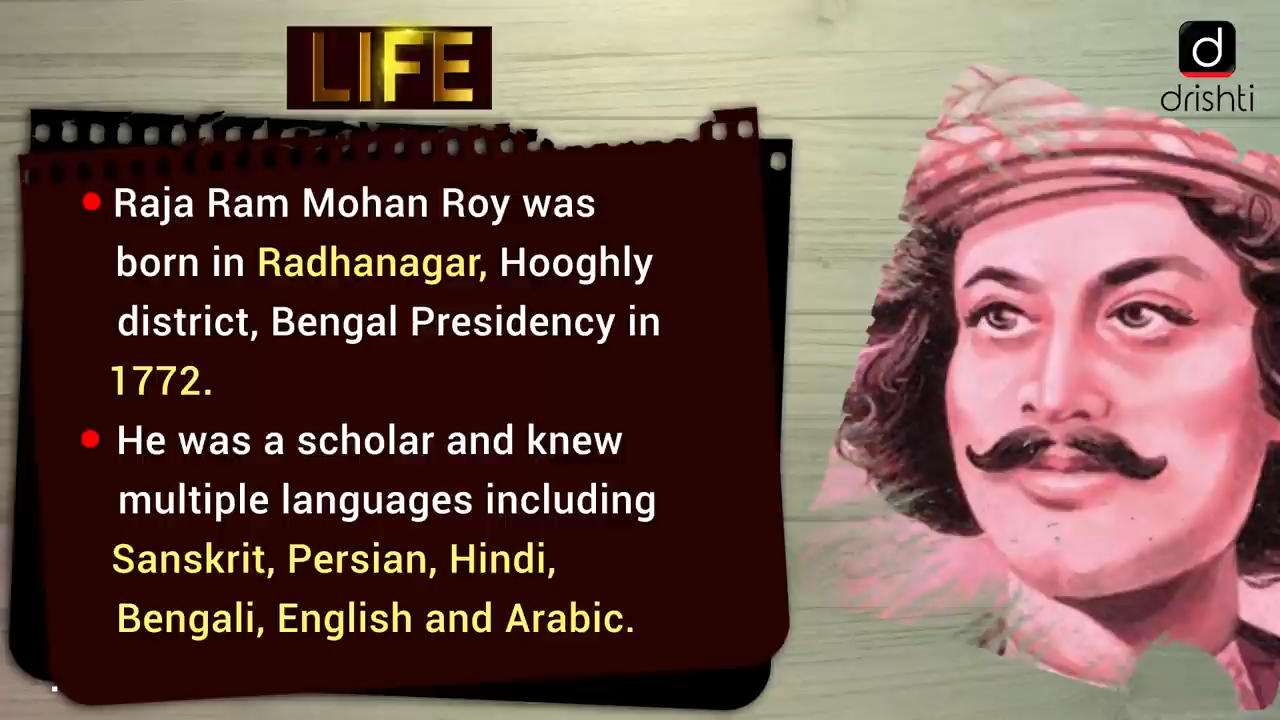 LIFE
d
drishti
Raja Ram Mohan Roy was
born in Radhanagar, Hooghly
district, Bengal Presidency in
1772.
He was a scholar and knew
multiple languages including
Sanskrit, Persian, Hindi,
Bengali, English and Arabic.